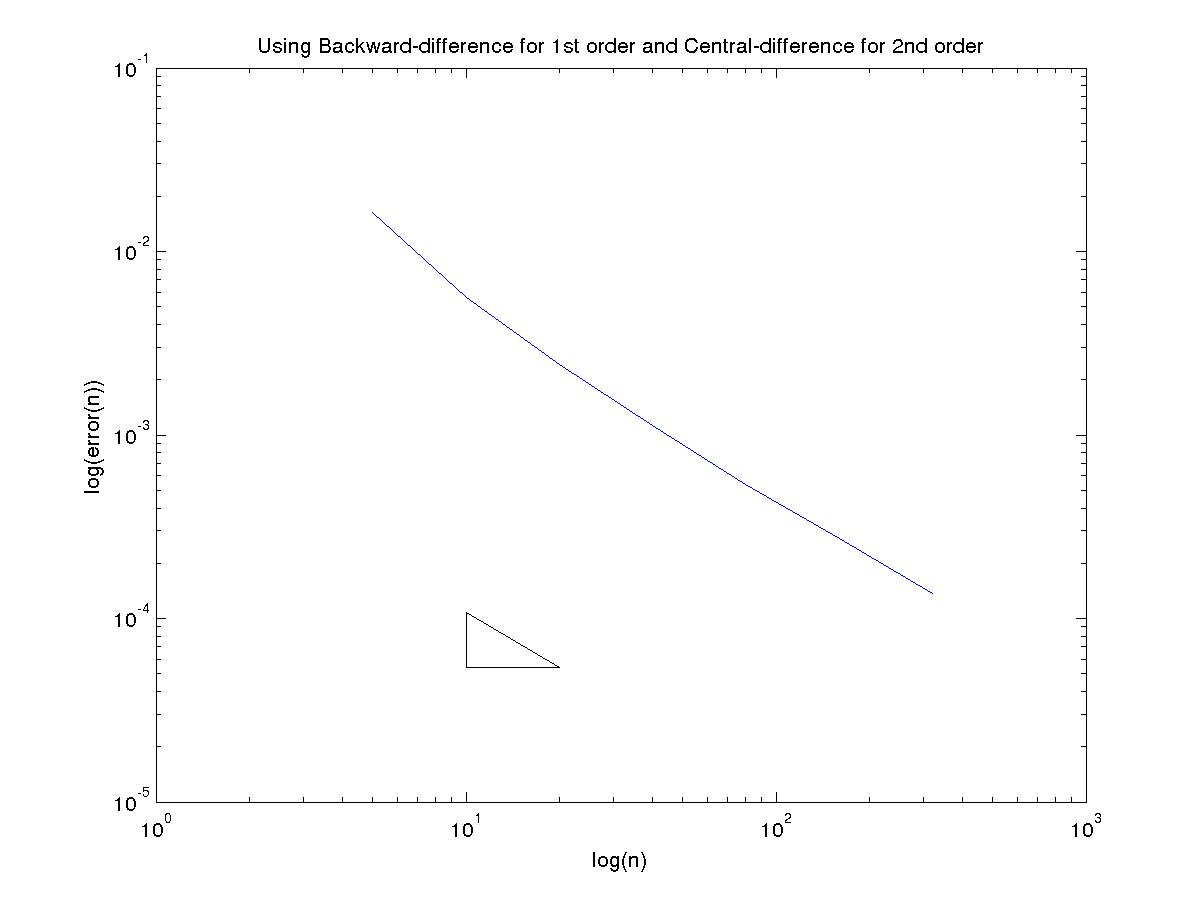 Using Backward-difference for 1st order and Central-difference for 2nd order
10^-1
10^-2
10^-3
10^-4
10^-5
log(error(n))
10^0 10^1 10^2 10^3
log(n)